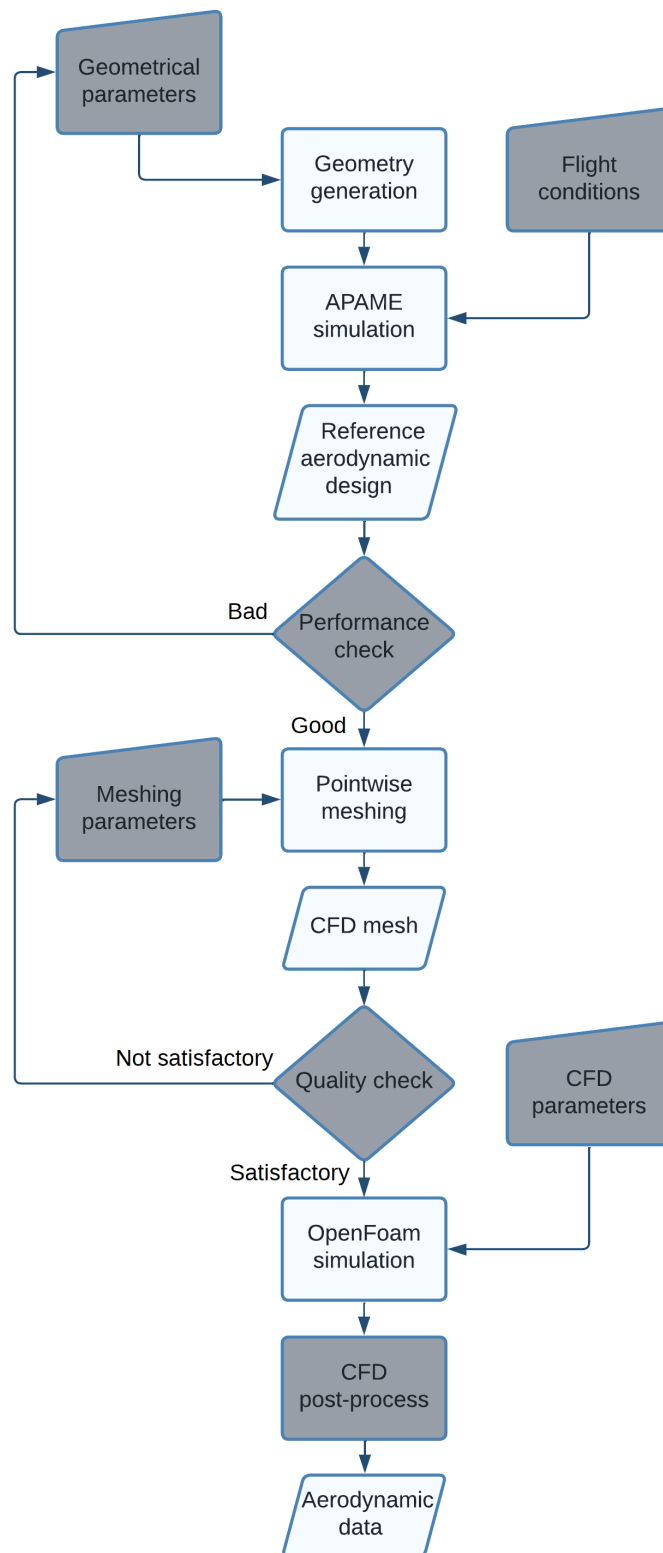 Geometrical
parameters
Geometry
generation
Flight
conditions
APAME
simulation
Reference
aerodynamic
design
Bad
Performance
check
Good
Meshing
parameters
Pointwise
meshing
CFD mesh
Not satisfactory
Quality check
CFD
parameters
Satisfactory
OpenFoam
simulation
CFD
post-process
Aerodynamic
data